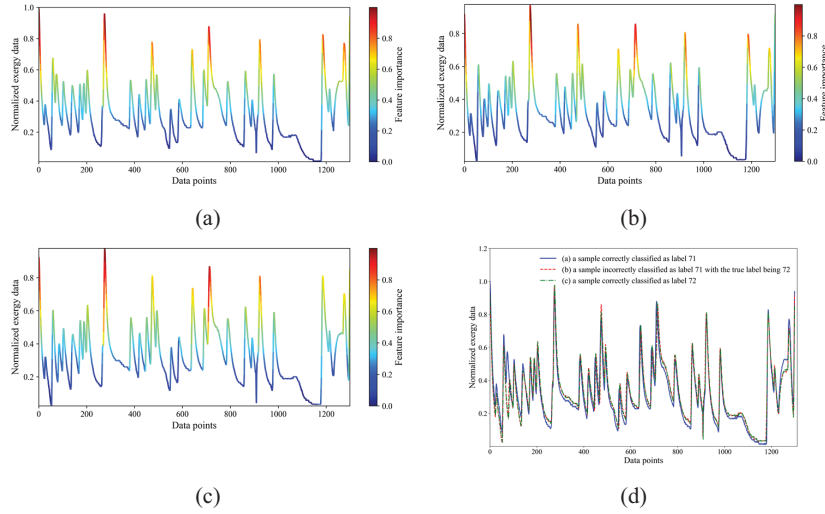 1.0
0.8
0.6
0.4
0.2
0 200 400 600 800 1000 1200
Normalized exergy data
Data points
0.8
0.6
0.4
0.2
0.0
Feature importance
(a)
0.8
0.6
0.4
0.2
0 200 400 600 800 1000 1200
Normalized exergy data
Data points
0.8
0.6
0.4
0.2
0.0
Feature importance
(b)
0.8
0.6
0.4
0.2
0 200 400 600 800 1000 1200
Normalized exergy data
Data points
0.8
0.6
0.4
0.2
0.0
Feature importance
(c)
1.2
1.0
0.8
0.6
0.4
0.2
0 200 400 600 800 1000 1200
Normalized exergy data
Data points
(a) a sample correctly classified as label 71
(b) a sample incorrectly classified as label 71 with the true label being 72
(c) a sample correctly classified as label 72
(d)